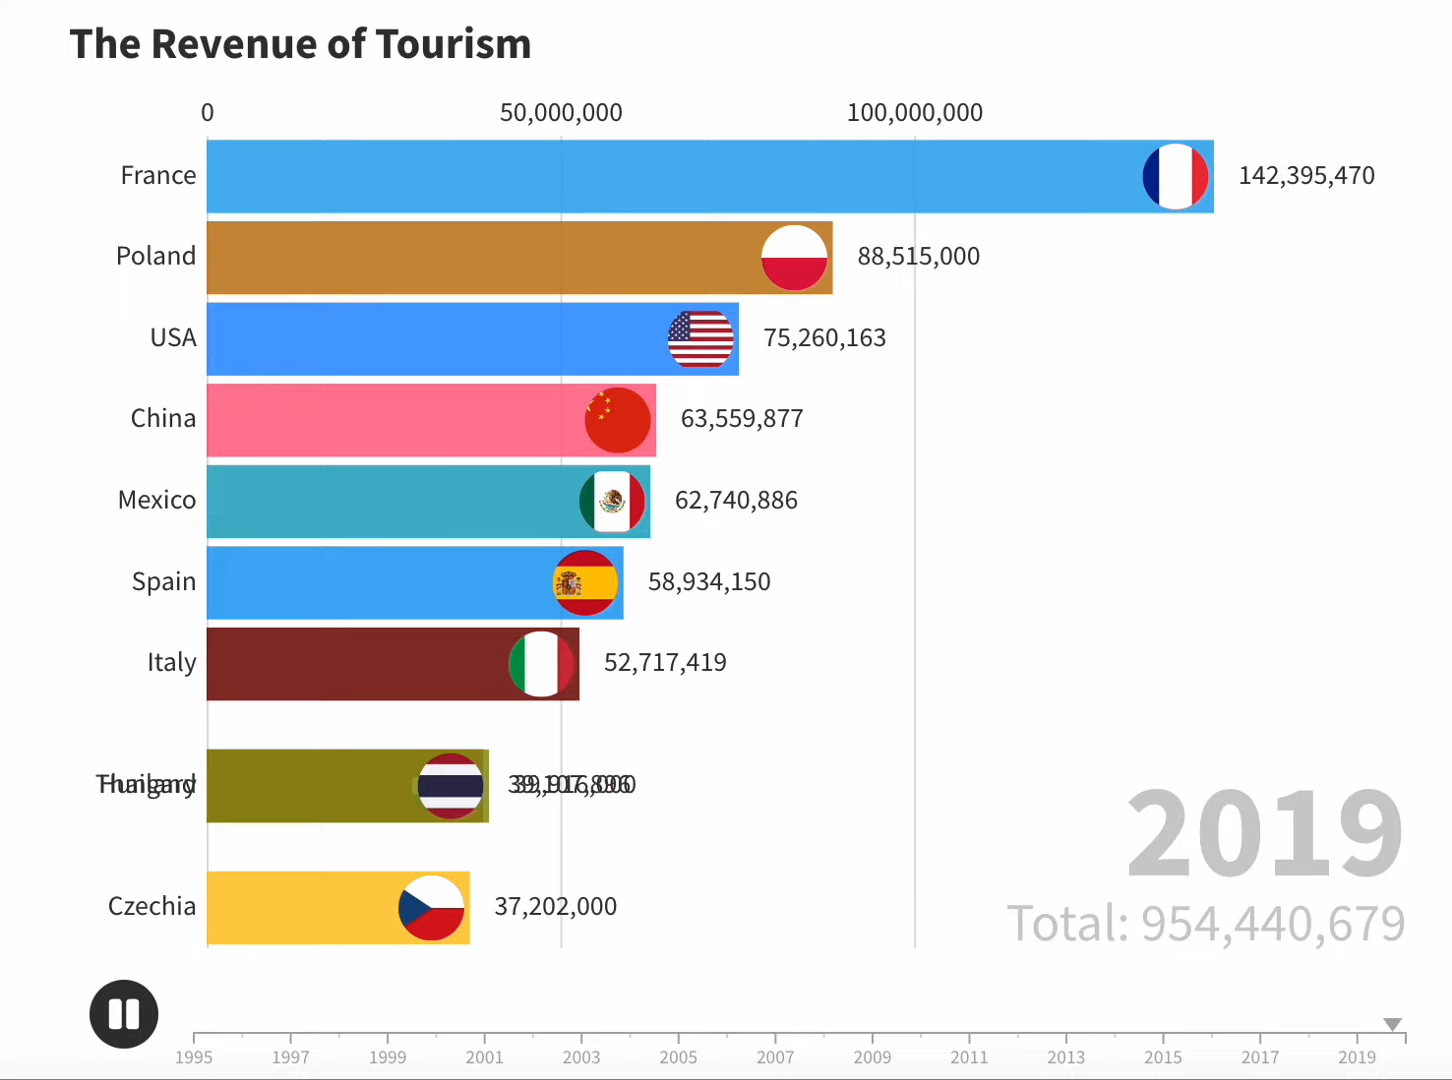 The Revenue of Tourism
0 50,000,000 100,000,000
France 142,395,470
Poland 88,515,000
USA 75,260,163
China 63,559,877
Mexico 62,740,886
Spain 58,934,150
Italy 52,717,419
Czechia 37,202,000
2019
Total: 954,440,679
1995 1997 1999 2001 2003 2005 2007 2009 2011 2013 2015 2017 2019